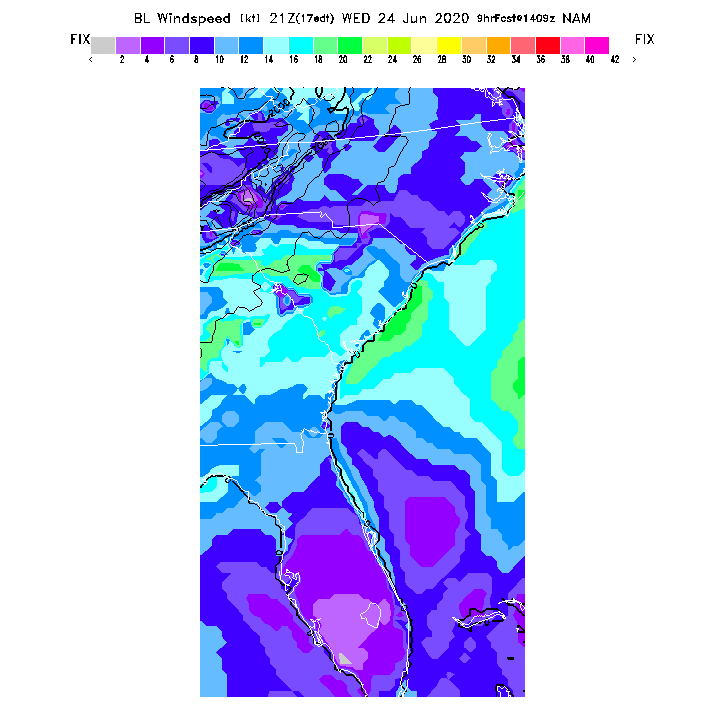 BL Windspeed [kt] 21Z(17edt) WED 24 Jun 2020 9hrFcst@1409z NAM
FIX FIX
< 2 4 6 8 10 12 14 16 18 20 22 24 26 28 30 32 34 36 38 40 42 >